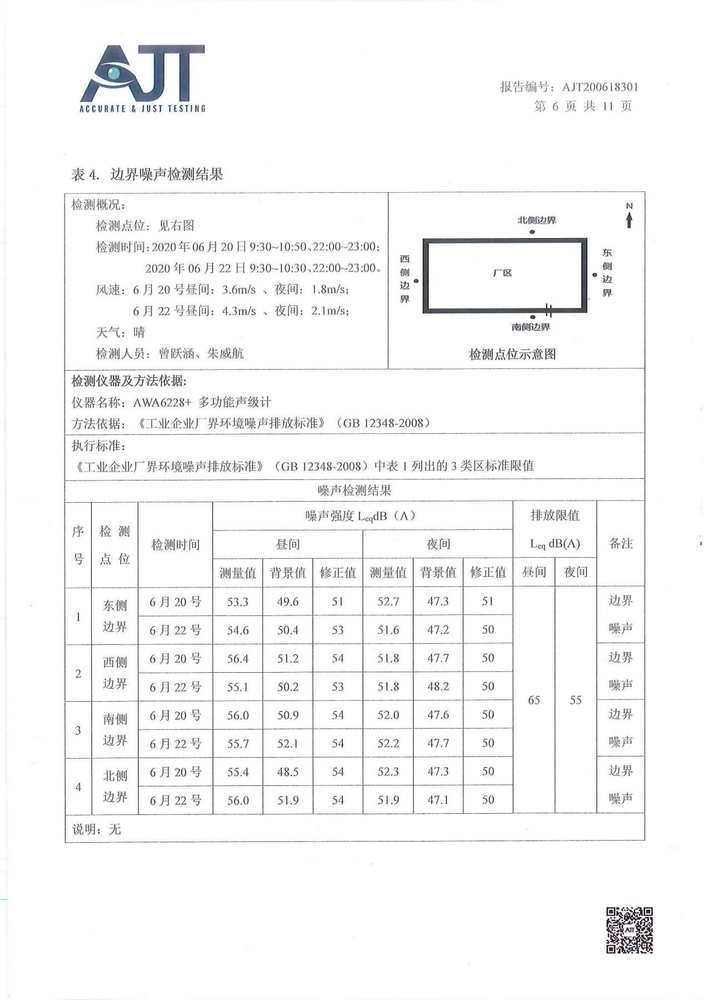 AJT
ACCURATE & JUST TESTING
报告编号：AJT200618301
第 6 页 共 11 页
表 4. 边界噪声检测结果
检测概况：
检测点位：见右图
检测时间：2020 年 06 月 20 日 9:30~10:50、22:00~23:00；
2020 年 06 月 22 日 9:30~10:30、22:00~23:00。
风速：6 月 20 号昼间：3.6m/s 、夜间：1.8m/s；
6 月 22 号昼间：4.3m/s 、夜间：2.1m/s；
天气：晴
检测人员：曾跃涵、朱威航
N
北侧边界
西侧边界
厂区
东侧边界
南侧边界
检测点位示意图
检测仪器及方法依据：
仪器名称：AWA6228+ 多功能声级计
方法依据：《工业企业厂界环境噪声排放标准》（GB 12348-2008）
执行标准：
《工业企业厂界环境噪声排放标准》（GB 12348-2008）中表 1 列出的 3 类区标准限值
噪声检测结果
序号 检测点位 检测时间 噪声强度 LeqdB（A） 排放限值 Leq dB(A) 备注
昼间 夜间
测量值 背景值 修正值 测量值 背景值 修正值 昼间 夜间
1 东侧边界 6 月 20 号 53.3 49.6 51 52.7 47.3 51 65 55 边界噪声
6 月 22 号 54.6 50.4 53 51.6 47.2 50
2 西侧边界 6 月 20 号 56.4 51.2 54 51.8 47.7 50 边界噪声
6 月 22 号 55.1 50.2 53 51.8 48.2 50
3 南侧边界 6 月 20 号 56.0 50.9 54 52.0 47.6 50 边界噪声
6 月 22 号 55.7 52.1 54 52.2 47.7 50
4 北侧边界 6 月 20 号 55.4 48.5 54 52.3 47.3 50 边界噪声
6 月 22 号 56.0 51.9 54 51.9 47.1 50
说明：无
AJT